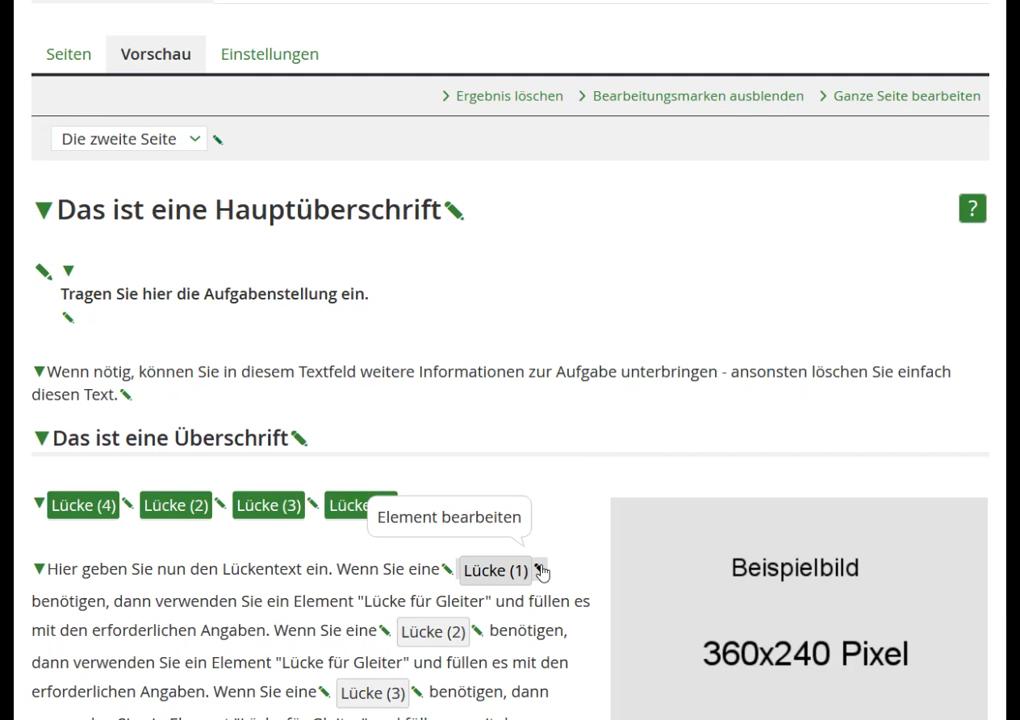 Seiten Vorschau Einstellungen
Ergebnis löschen Bearbeitungsmarken ausblenden Ganze Seite bearbeiten
Die zweite Seite
Das ist eine Hauptüberschrift ?
Tragen Sie hier die Aufgabenstellung ein.
Wenn nötig, können Sie in diesem Textfeld weitere Informationen zur Aufgabe unterbringen - ansonsten löschen Sie einfach
diesen Text.
Das ist eine Überschrift
Lücke (4) Lücke (2) Lücke (3) Lücke
Element bearbeiten
Hier geben Sie nun den Lückentext ein. Wenn Sie eine Lücke (1)
benötigen, dann verwenden Sie ein Element "Lücke für Gleiter" und füllen es
mit den erforderlichen Angaben. Wenn Sie eine Lücke (2) benötigen,
dann verwenden Sie ein Element "Lücke für Gleiter" und füllen es mit den
erforderlichen Angaben. Wenn Sie eine Lücke (3) benötigen, dann
Beispielbild
360x240 Pixel